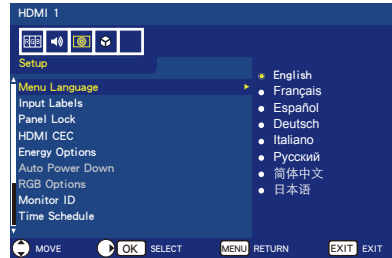 HDMI 1
RGB
Setup
Menu Language
Input Labels
Panel Lock
HDMI CEC
Energy Options
Auto Power Down
RGB Options
Monitor ID
Time Schedule
English
Français
Español
Deutsch
Italiano
Русский
简体中文
日本语
MOVE OK SELECT MENU RETURN EXIT EXIT